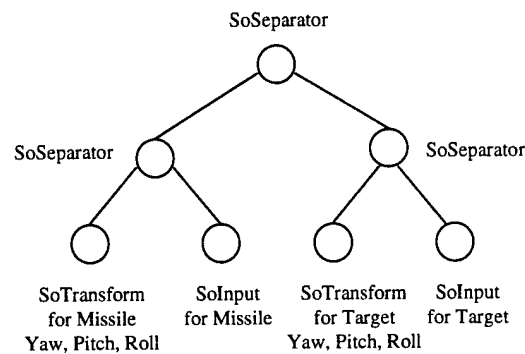 SoSeparator
SoSeparator
SoSeparator
SoTransform
for Missile
Yaw, Pitch, Roll
SoInput
for Missile
SoTransform
for Target
Yaw, Pitch, Roll
SoInput
for Target